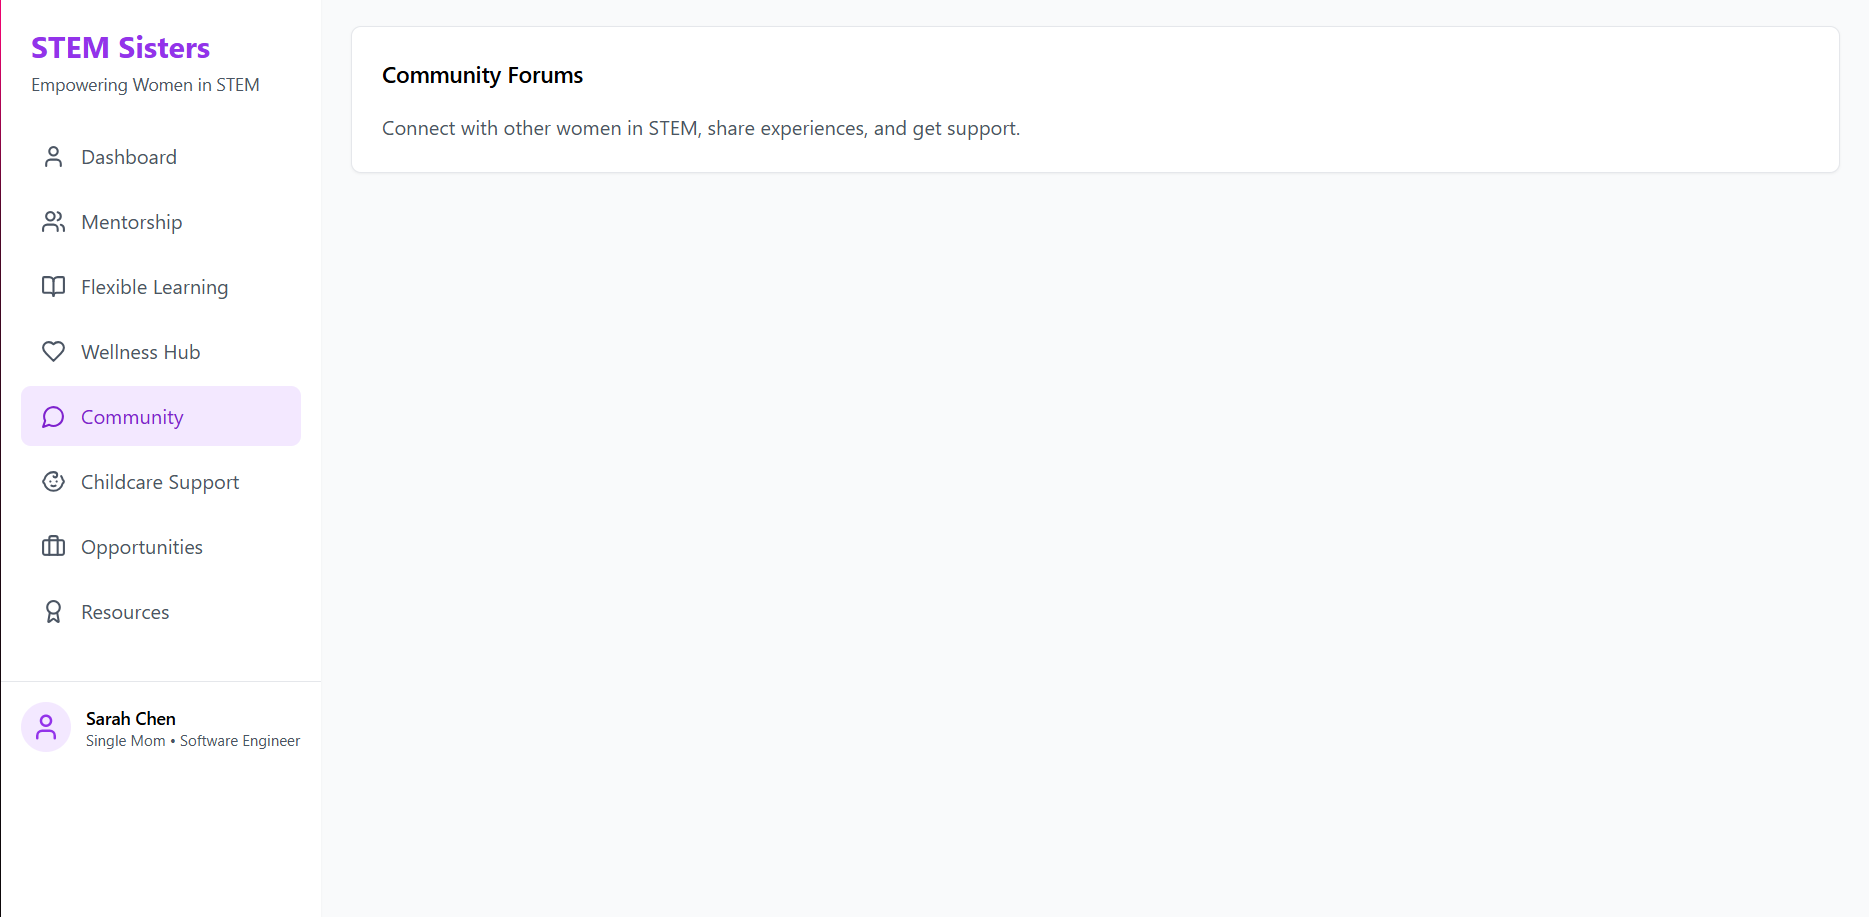 STEM Sisters
Empowering Women in STEM
Dashboard
Mentorship
Flexible Learning
Wellness Hub
Community
Childcare Support
Opportunities
Resources
Sarah Chen
Single Mom • Software Engineer
Community Forums
Connect with other women in STEM, share experiences, and get support.